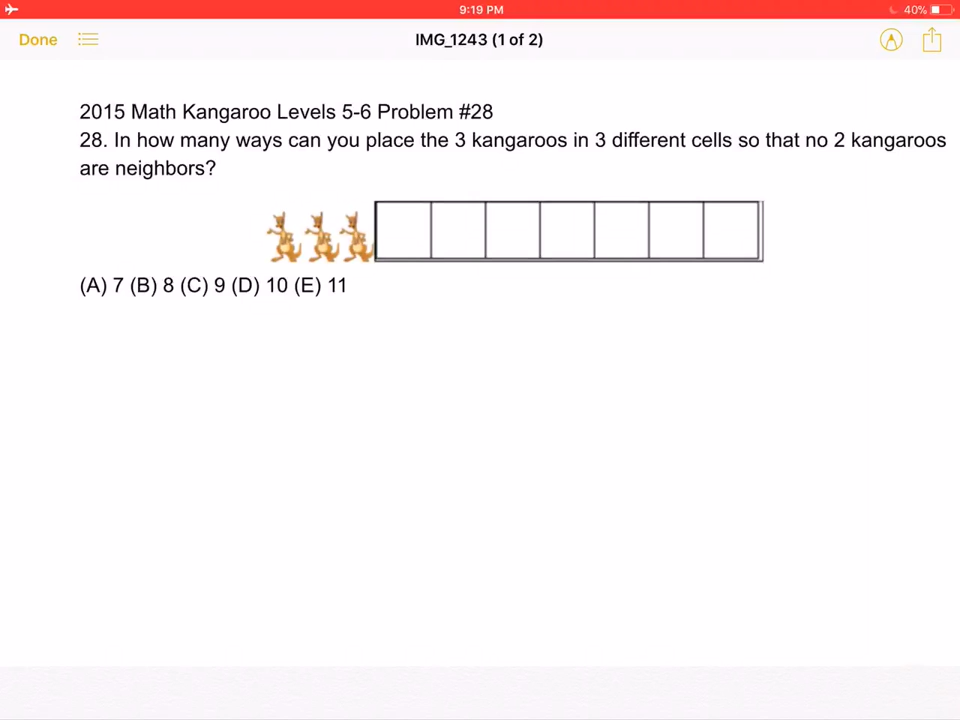 9:19 PM
40%
Done
IMG_1243 (1 of 2)
2015 Math Kangaroo Levels 5-6 Problem #28
28. In how many ways can you place the 3 kangaroos in 3 different cells so that no 2 kangaroos
are neighbors?
(A) 7 (B) 8 (C) 9 (D) 10 (E) 11